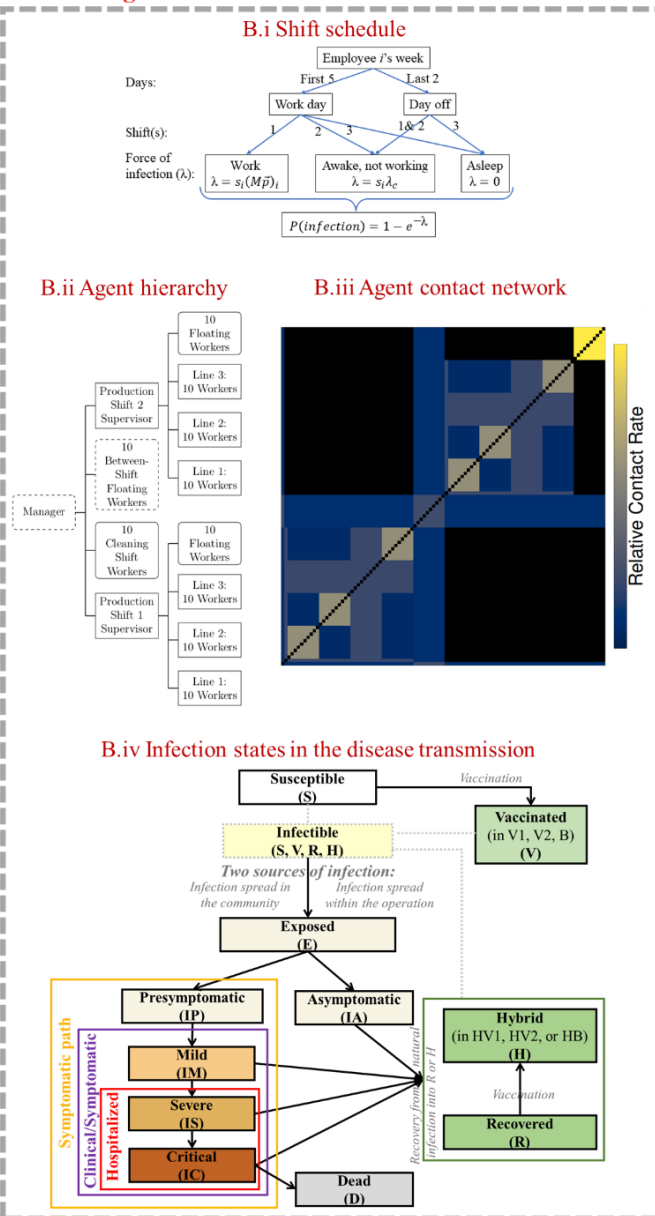 B.i Shift schedule
Employee i's week
Days:
First 5
Last 2
Work day
Day off
Shift(s):
1
2
3
1& 2
3
Force of
infection (λ):
Work
λ = s_i(Mp⃗)_i
Awake, not working
λ = s_iλ_c
Asleep
λ = 0
P(infection) = 1 − e^{−λ}
B.ii Agent hierarchy
10
Floating
Workers
Line 3:
10 Workers
Production
Shift 2
Supervisor
Line 2:
10 Workers
10
Between-
Shift
Floating
Workers
Line 1:
10 Workers
Manager
10
Cleaning
Shift
Workers
10
Floating
Workers
Line 3:
10 Workers
Production
Shift 1
Supervisor
Line 2:
10 Workers
Line 1:
10 Workers
B.iii Agent contact network
Relative Contact Rate
B.iv Infection states in the disease transmission
Susceptible
(S)
Vaccination
Vaccinated
(in V1, V2, B)
(V)
Infectible
(S, V, R, H)
Two sources of infection:
Infection spread in
the community
Infection spread
within the operation
Exposed
(E)
Presymptomatic
(IP)
Asymptomatic
(IA)
Symptomatic path
Clinical/Symptomatic
Hospitalized
Mild
(IM)
Severe
(IS)
Critical
(IC)
Dead
(D)
Recovery from natural
infection into R or H
Hybrid
(in HV1, HV2, or HB)
(H)
Vaccination
Recovered
(R)